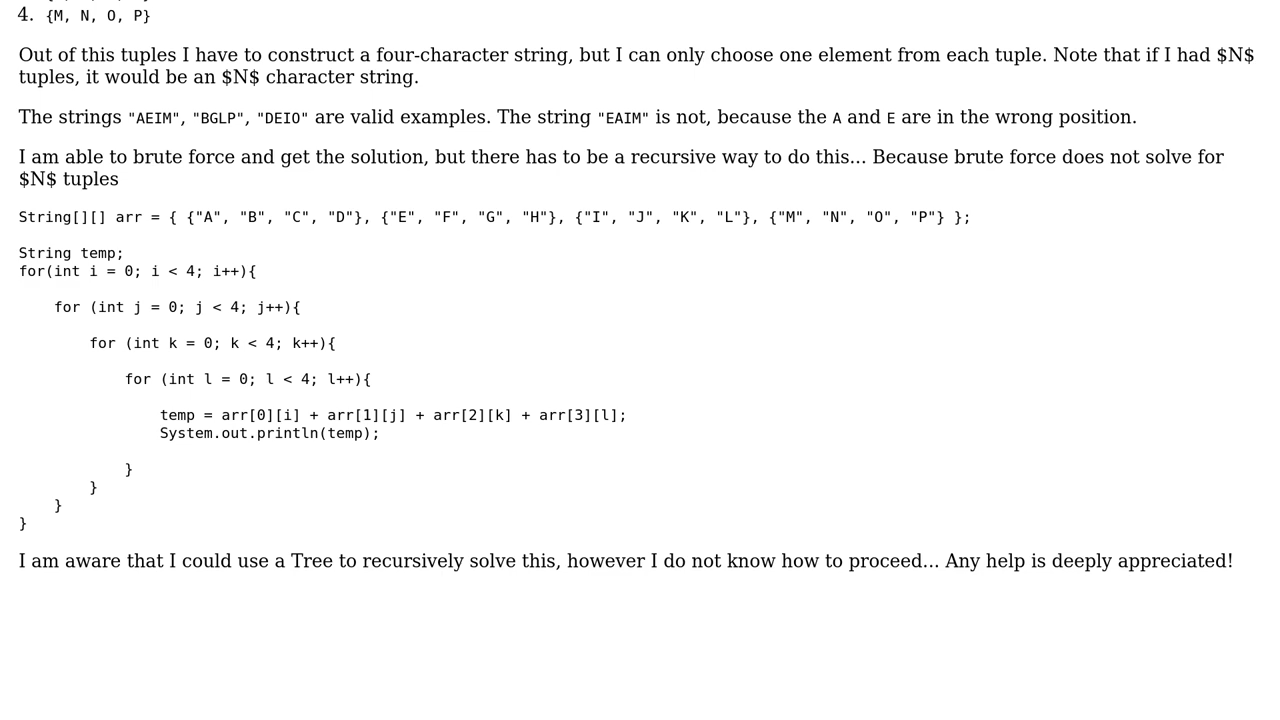 4. {M, N, O, P}
Out of this tuples I have to construct a four-character string, but I can only choose one element from each tuple. Note that if I had $N$
tuples, it would be an $N$ character string.
The strings "AEIM", "BGLP", "DEIO" are valid examples. The string "EAIM" is not, because the A and E are in the wrong position.
I am able to brute force and get the solution, but there has to be a recursive way to do this... Because brute force does not solve for
$N$ tuples
String[][] arr = { {"A", "B", "C", "D"}, {"E", "F", "G", "H"}, {"I", "J", "K", "L"}, {"M", "N", "O", "P"} };
String temp;
for(int i = 0; i < 4; i++){
for (int j = 0; j < 4; j++){
for (int k = 0; k < 4; k++){
for (int l = 0; l < 4; l++){
temp = arr[0][i] + arr[1][j] + arr[2][k] + arr[3][l];
System.out.println(temp);
}
}
}
}
I am aware that I could use a Tree to recursively solve this, however I do not know how to proceed... Any help is deeply appreciated!